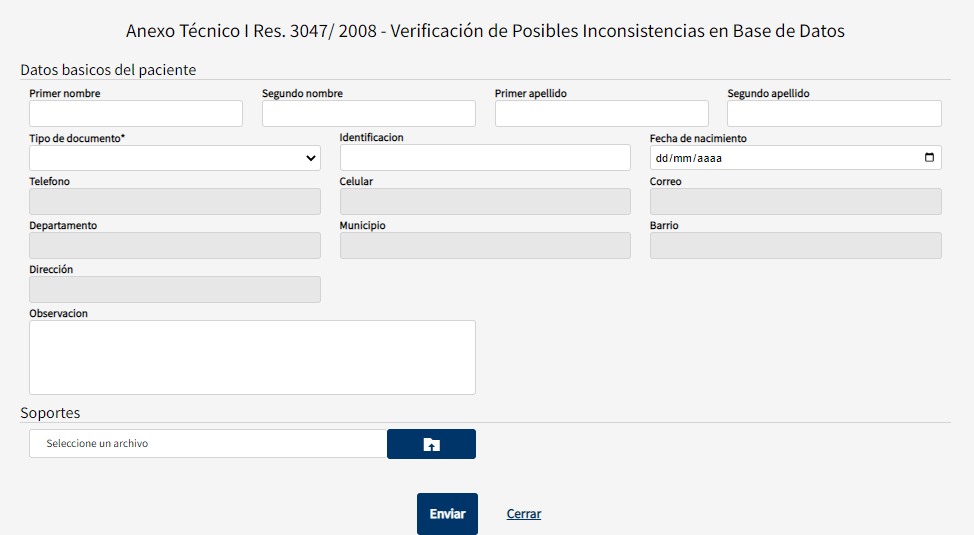 Anexo Técnico I Res. 3047/ 2008 - Verificación de Posibles Inconsistencias en Base de Datos
Datos basicos del paciente
Primer nombre Segundo nombre Primer apellido Segundo apellido
Tipo de documento* Identificacion Fecha de nacimiento
dd/mm/aaaa
Telefono Celular Correo
Departamento Municipio Barrio
Dirección
Observacion
Soportes
Seleccione un archivo
Enviar Cerrar